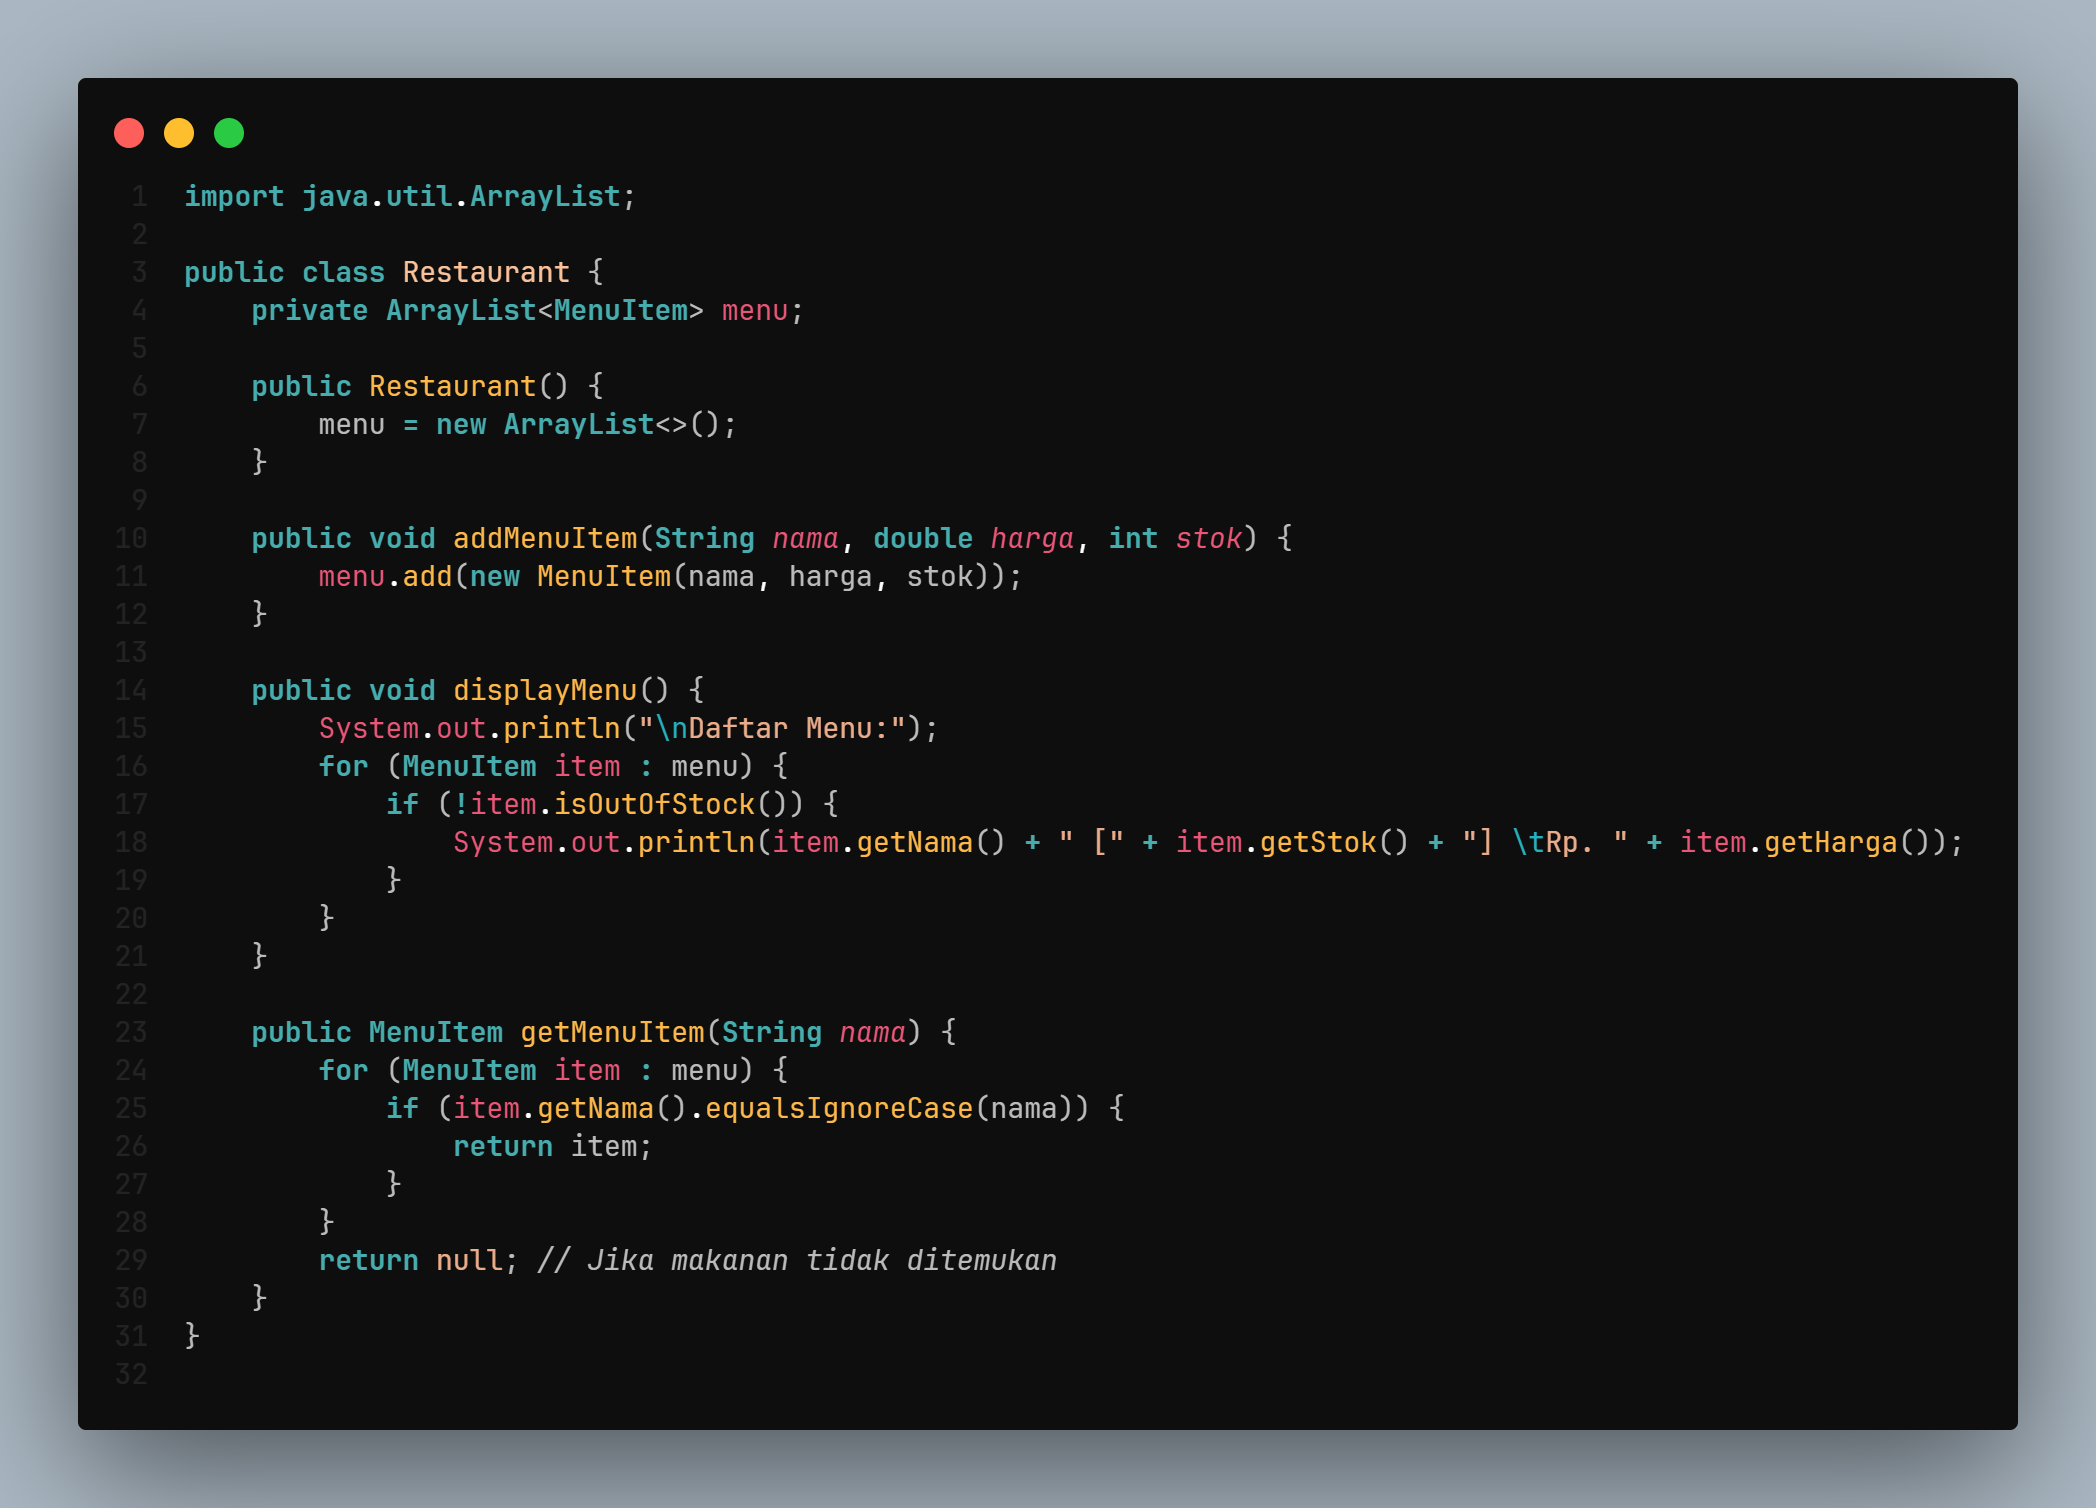 1 import java.util.ArrayList;
2
3 public class Restaurant {
4     private ArrayList<MenuItem> menu;
5
6     public Restaurant() {
7         menu = new ArrayList<>();
8     }
9
10     public void addMenuItem(String nama, double harga, int stok) {
11         menu.add(new MenuItem(nama, harga, stok));
12     }
13
14     public void displayMenu() {
15         System.out.println("\nDaftar Menu:");
16         for (MenuItem item : menu) {
17             if (!item.isOutOfStock()) {
18                 System.out.println(item.getNama() + " [" + item.getStok() + "] \tRp. " + item.getHarga());
19             }
20         }
21     }
22
23     public MenuItem getMenuItem(String nama) {
24         for (MenuItem item : menu) {
25             if (item.getNama().equalsIgnoreCase(nama)) {
26                 return item;
27             }
28         }
29         return null; // Jika makanan tidak ditemukan
30     }
31 }
32